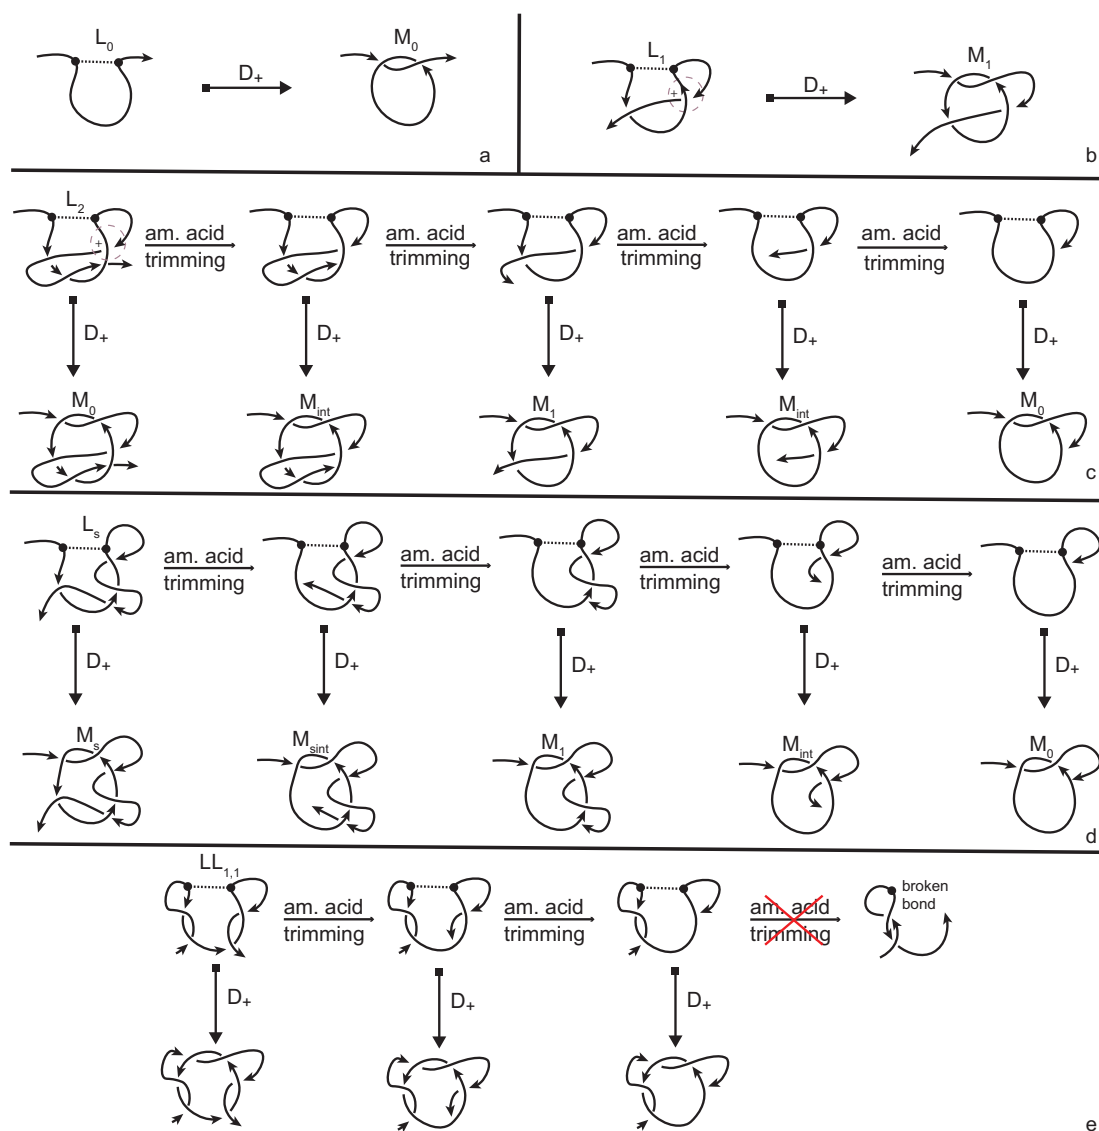 L0
M0
D+
a
L1
M1
+
D+
b
L2
+
am. acid
trimming
am. acid
trimming
am. acid
trimming
am. acid
trimming
D+
D+
D+
D+
D+
M0
Mint
M1
Mint
M0
c
Ls
am. acid
trimming
am. acid
trimming
am. acid
trimming
am. acid
trimming
D+
D+
D+
D+
D+
Ms
Msint
M1
Mint
M0
d
LL1,1
am. acid
trimming
am. acid
trimming
am. acid
trimming
broken
bond
D+
D+
D+
e